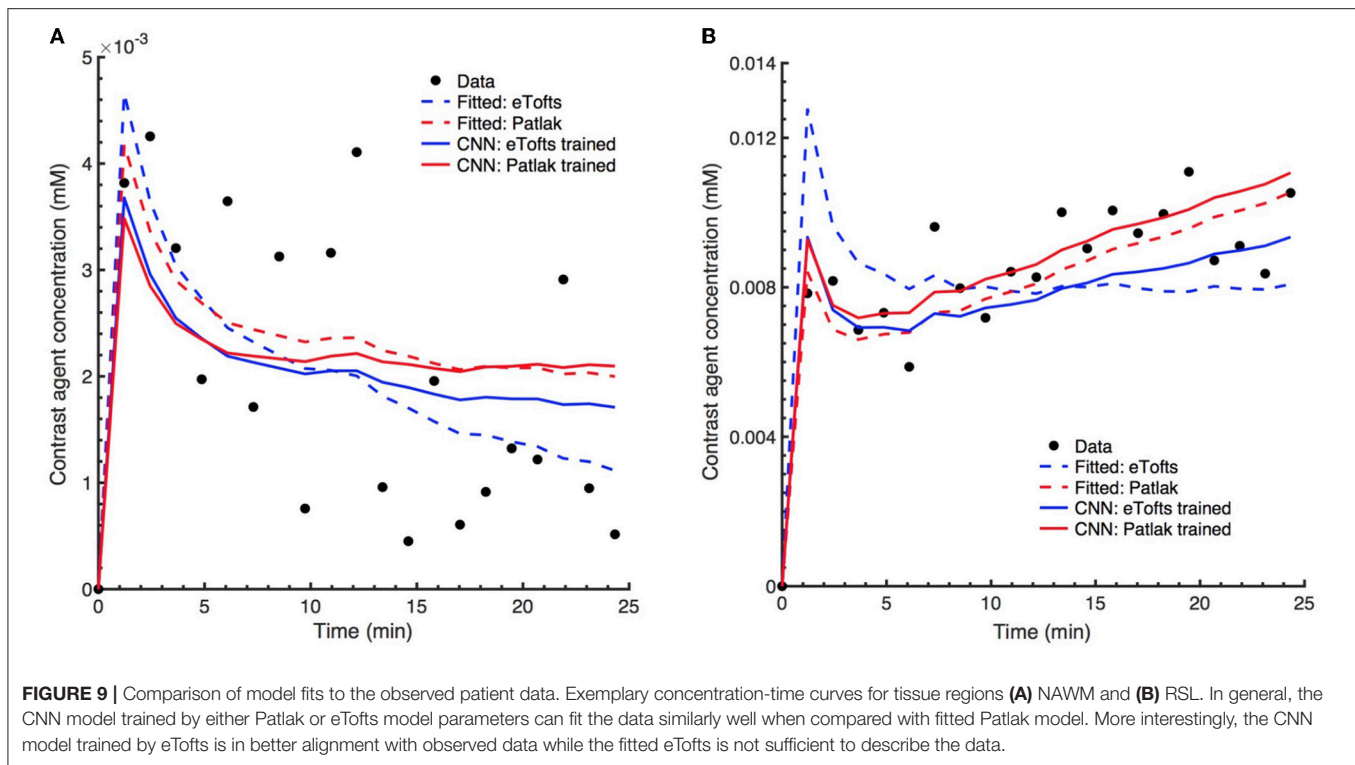 A
×10⁻³
5
4
3
2
1
0
Contrast agent concentration (mM)
0 5 10 15 20 25
Time (min)
Data
Fitted: eTofts
Fitted: Patlak
CNN: eTofts trained
CNN: Patlak trained
B
0.014
0.012
0.008
0.004
0
Contrast agent concentration (mM)
0 5 10 15 20 25
Time (min)
Data
Fitted: eTofts
Fitted: Patlak
CNN: eTofts trained
CNN: Patlak trained
FIGURE 9 | Comparison of model fits to the observed patient data. Exemplary concentration-time curves for tissue regions (A) NAWM and (B) RSL. In general, the
CNN model trained by either Patlak or eTofts model parameters can fit the data similarly well when compared with fitted Patlak model. More interestingly, the CNN
model trained by eTofts is in better alignment with observed data while the fitted eTofts is not sufficient to describe the data.